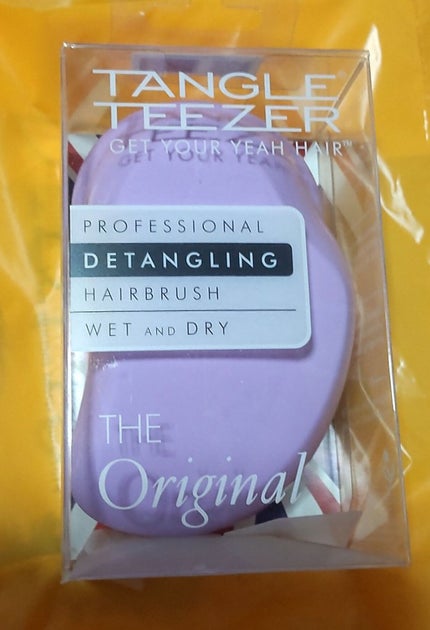 TANGLE
TEEZER®
GET YOUR YEAH HAIR™
PROFESSIONAL
DETANGLING
HAIRBRUSH
WET AND DRY
THE
Original